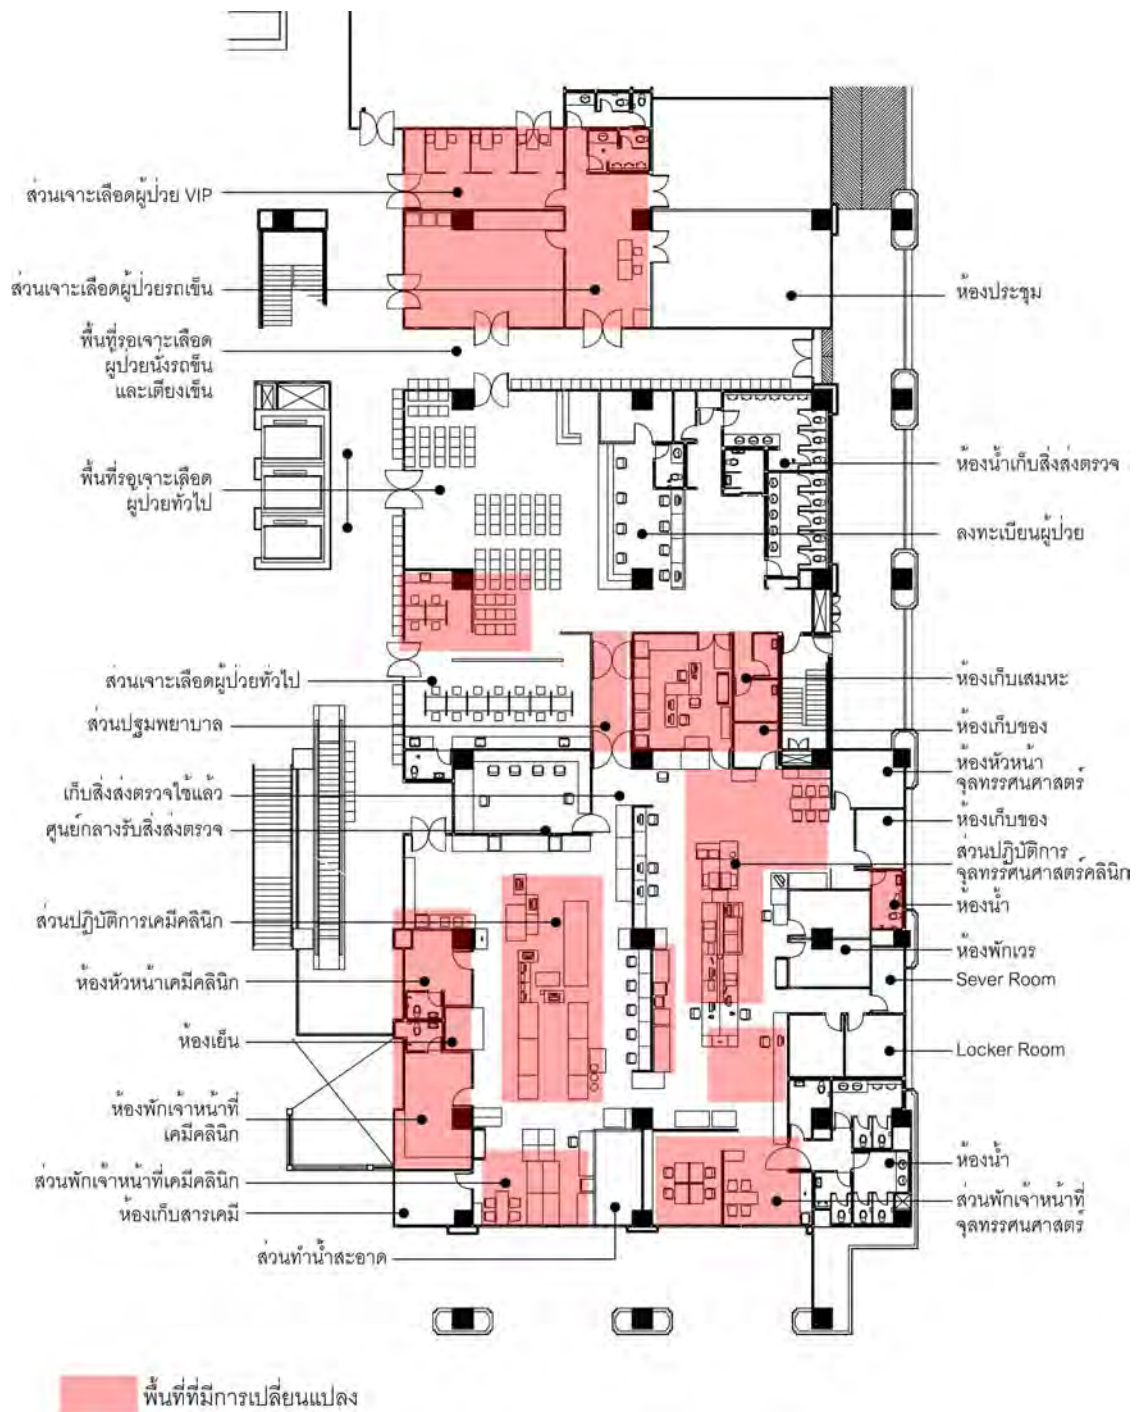 ส่วนเจาะเลือดผู้ป่วย VIP
ส่วนเจาะเลือดผู้ป่วยรถเข็น
พื้นที่รอเจาะเลือด
ผู้ป่วยนั่งรถข็น
และเตียงเข็น
พื้นที่รอเจาะเลือด
ผู้ป่วยทั่วไป
ส่วนเจาะเลือดผู้ป่วยทั่วไป
ส่วนปฐมพยาบาล
เก็บสิ่งส่งตรวจใช้แล้ว
ศูนย์กลางรับสิ่งส่งตรวจ
ส่วนปฏิบัติการเคมีคลินิก
ห้องหัวหน้าเคมีคลินิก
ห้องเย็น
ห้องพักเจ้าหน้าที่
เคมีคลินิก
ส่วนพักเจ้าหน้าที่เคมีคลินิก
ห้องเก็บสารเคมี
ส่วนทำน้ำสะอาด
ห้องประชุม
ห้องน้ำเก็บสิ่งส่งตรวจ
ลงทะเบียนผู้ป่วย
ห้องเก็บเสมหะ
ห้องเก็บของ
ห้องหัวหน้า
จุลทรรศนศาสตร์
ห้องเก็บของ
ส่วนปฏิบัติการ
จุลทรรศนศาสตร์คลินิก
ห้องน้ำ
ห้องพักเวร
Sever Room
Locker Room
ห้องน้ำ
ส่วนพักเจ้าหน้าที่
จุลทรรศนศาสตร์
พื้นที่ที่มีการเปลี่ยนแปลง